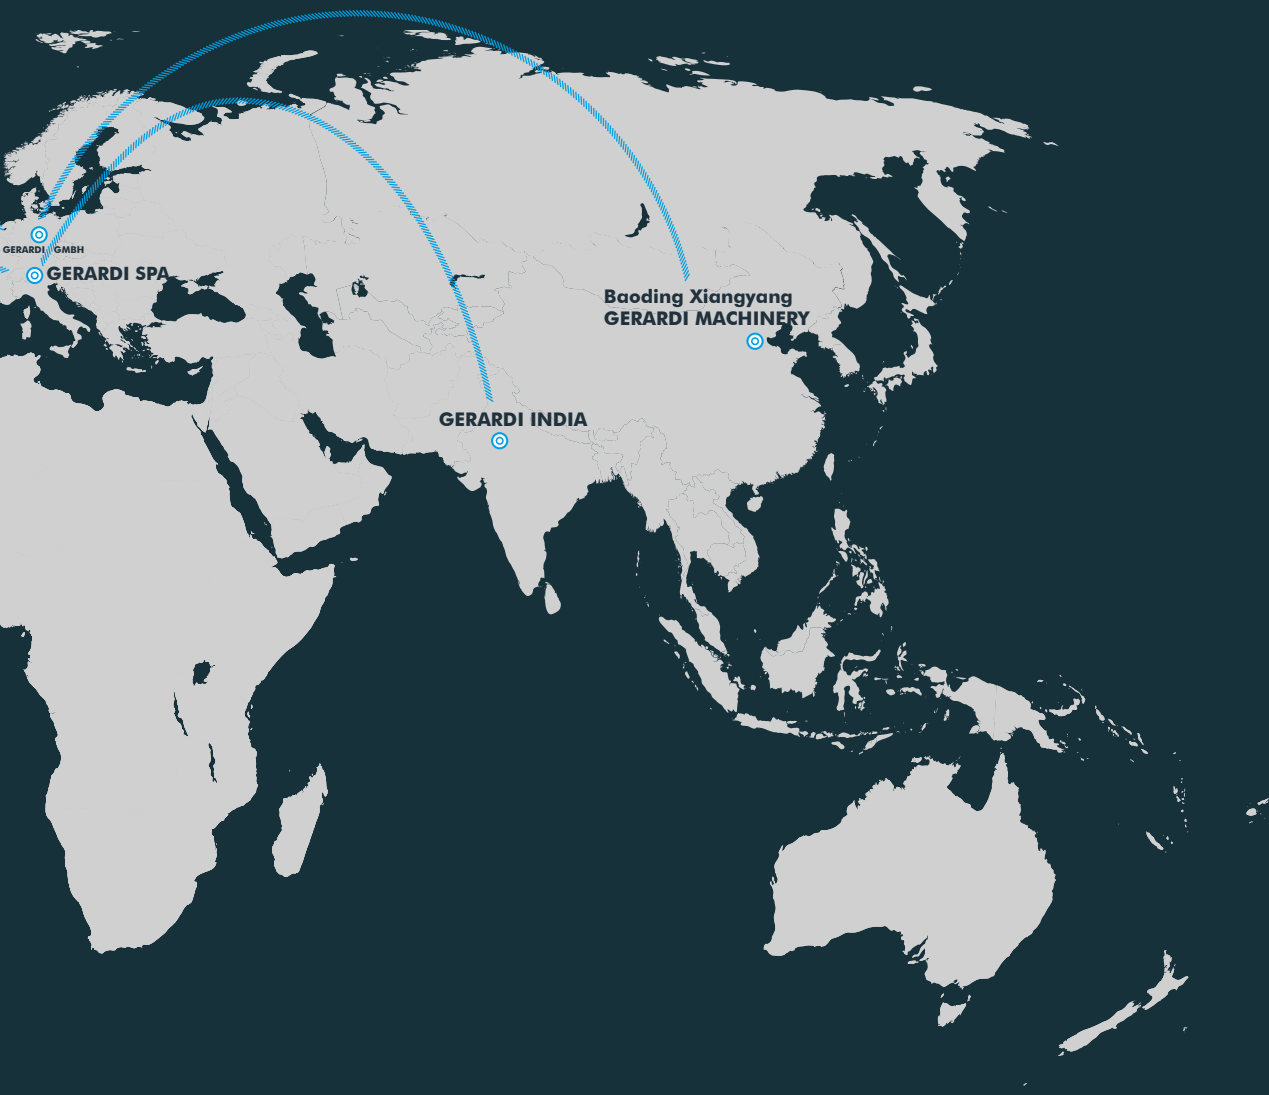 GERARDI GMBH
GERARDI SPA
Baoding Xiangyang
GERARDI MACHINERY
GERARDI INDIA